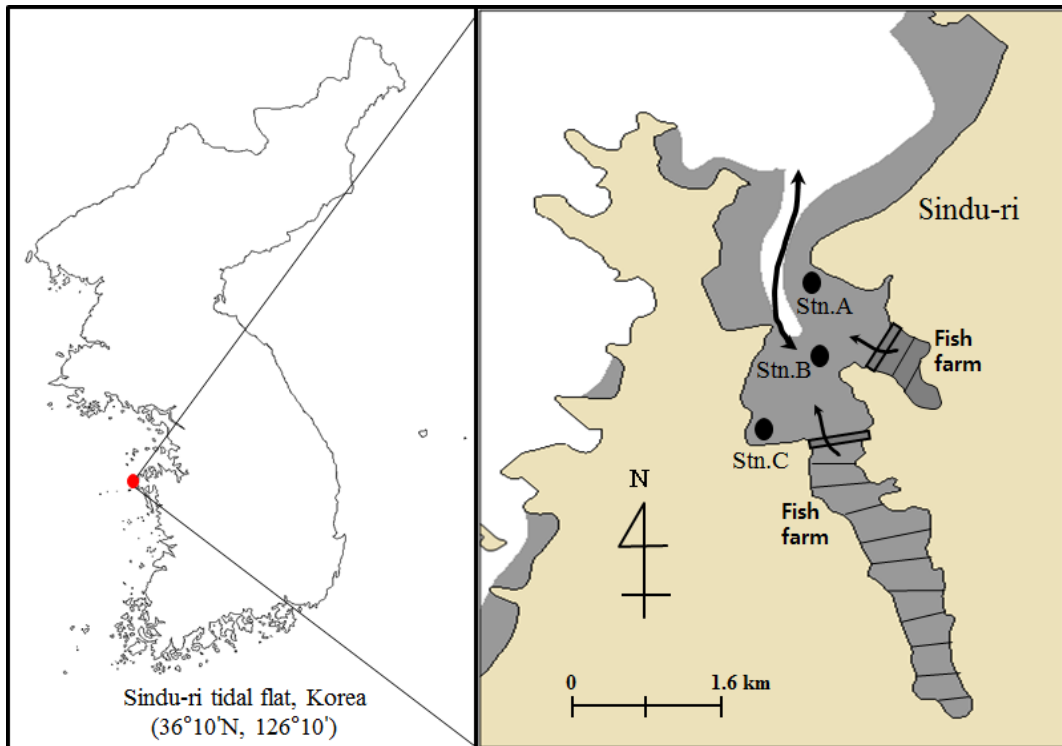 Sindu-ri tidal flat, Korea
(36°10'N, 126°10')
Sindu-ri
Stn.A
Fish
farm
Stn.B
Stn.C
N
Fish
farm
0 1.6 km